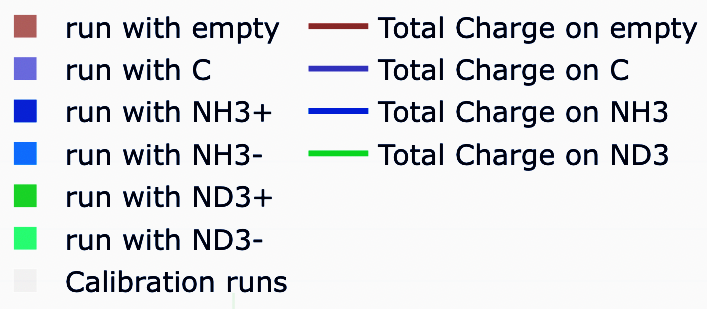 run with empty Total Charge on empty
run with C Total Charge on C
run with NH3+ Total Charge on NH3
run with NH3- Total Charge on ND3
run with ND3+
run with ND3-
Calibration runs